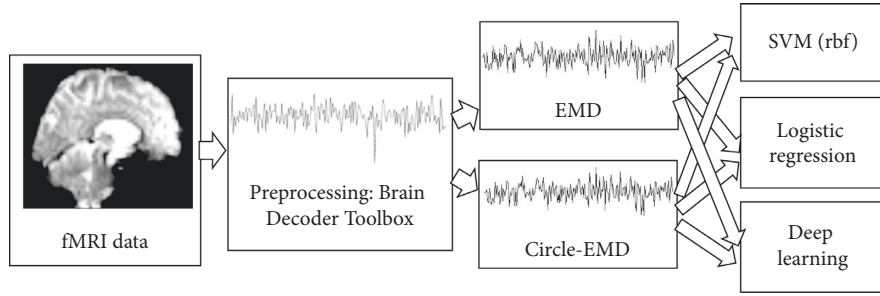 fMRI data
Preprocessing: Brain
Decoder Toolbox
EMD
Circle-EMD
SVM (rbf)
Logistic
regression
Deep
learning